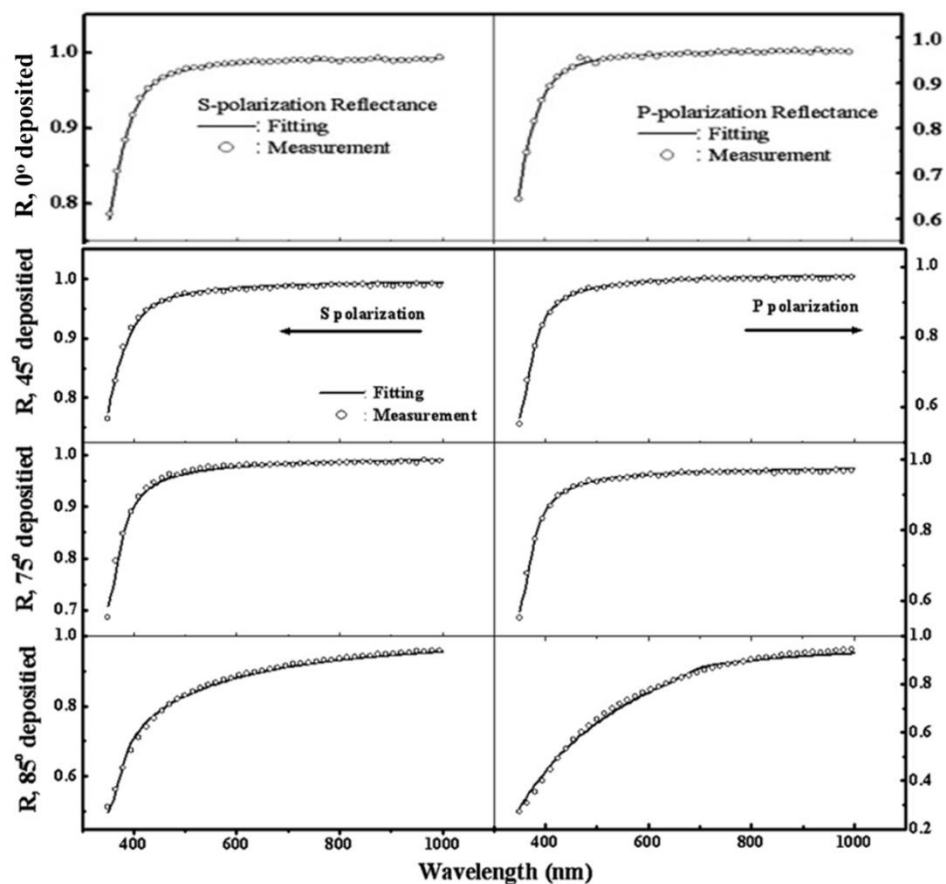 R, 0° deposited
1.0
0.9
0.8
S-polarization Reflectance
: Fitting
: Measurement
P-polarization Reflectance
: Fitting
: Measurement
1.0
0.9
0.8
0.7
0.6
R, 45° depositied
1.0
0.9
0.8
S polarization
: Fitting
: Measurement
P polarization
1.0
0.8
0.6
R, 75° depositied
1.0
0.9
0.8
0.7
1.0
0.8
0.6
R, 85° deposited
1.0
0.8
0.6
1.0
0.8
0.6
0.4
0.2
400 600 800 1000 400 600 800 1000
Wavelength (nm)